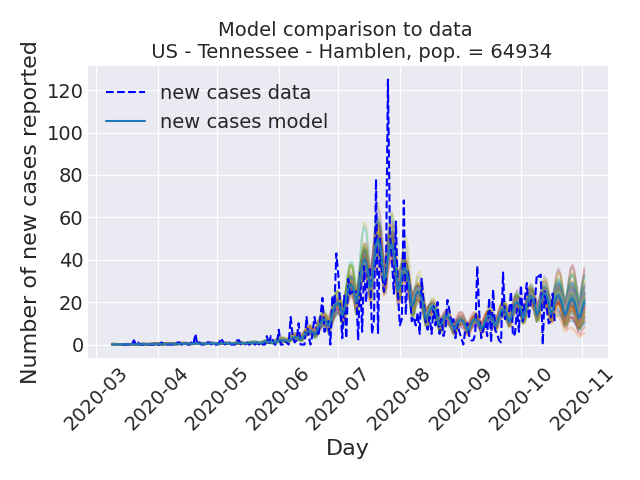 Model comparison to data
US - Tennessee - Hamblen, pop. = 64934
Number of new cases reported
120
100
80
60
40
20
0
new cases data
new cases model
2020-03
2020-04
2020-05
2020-06
2020-07
2020-08
2020-09
2020-10
2020-11
Day